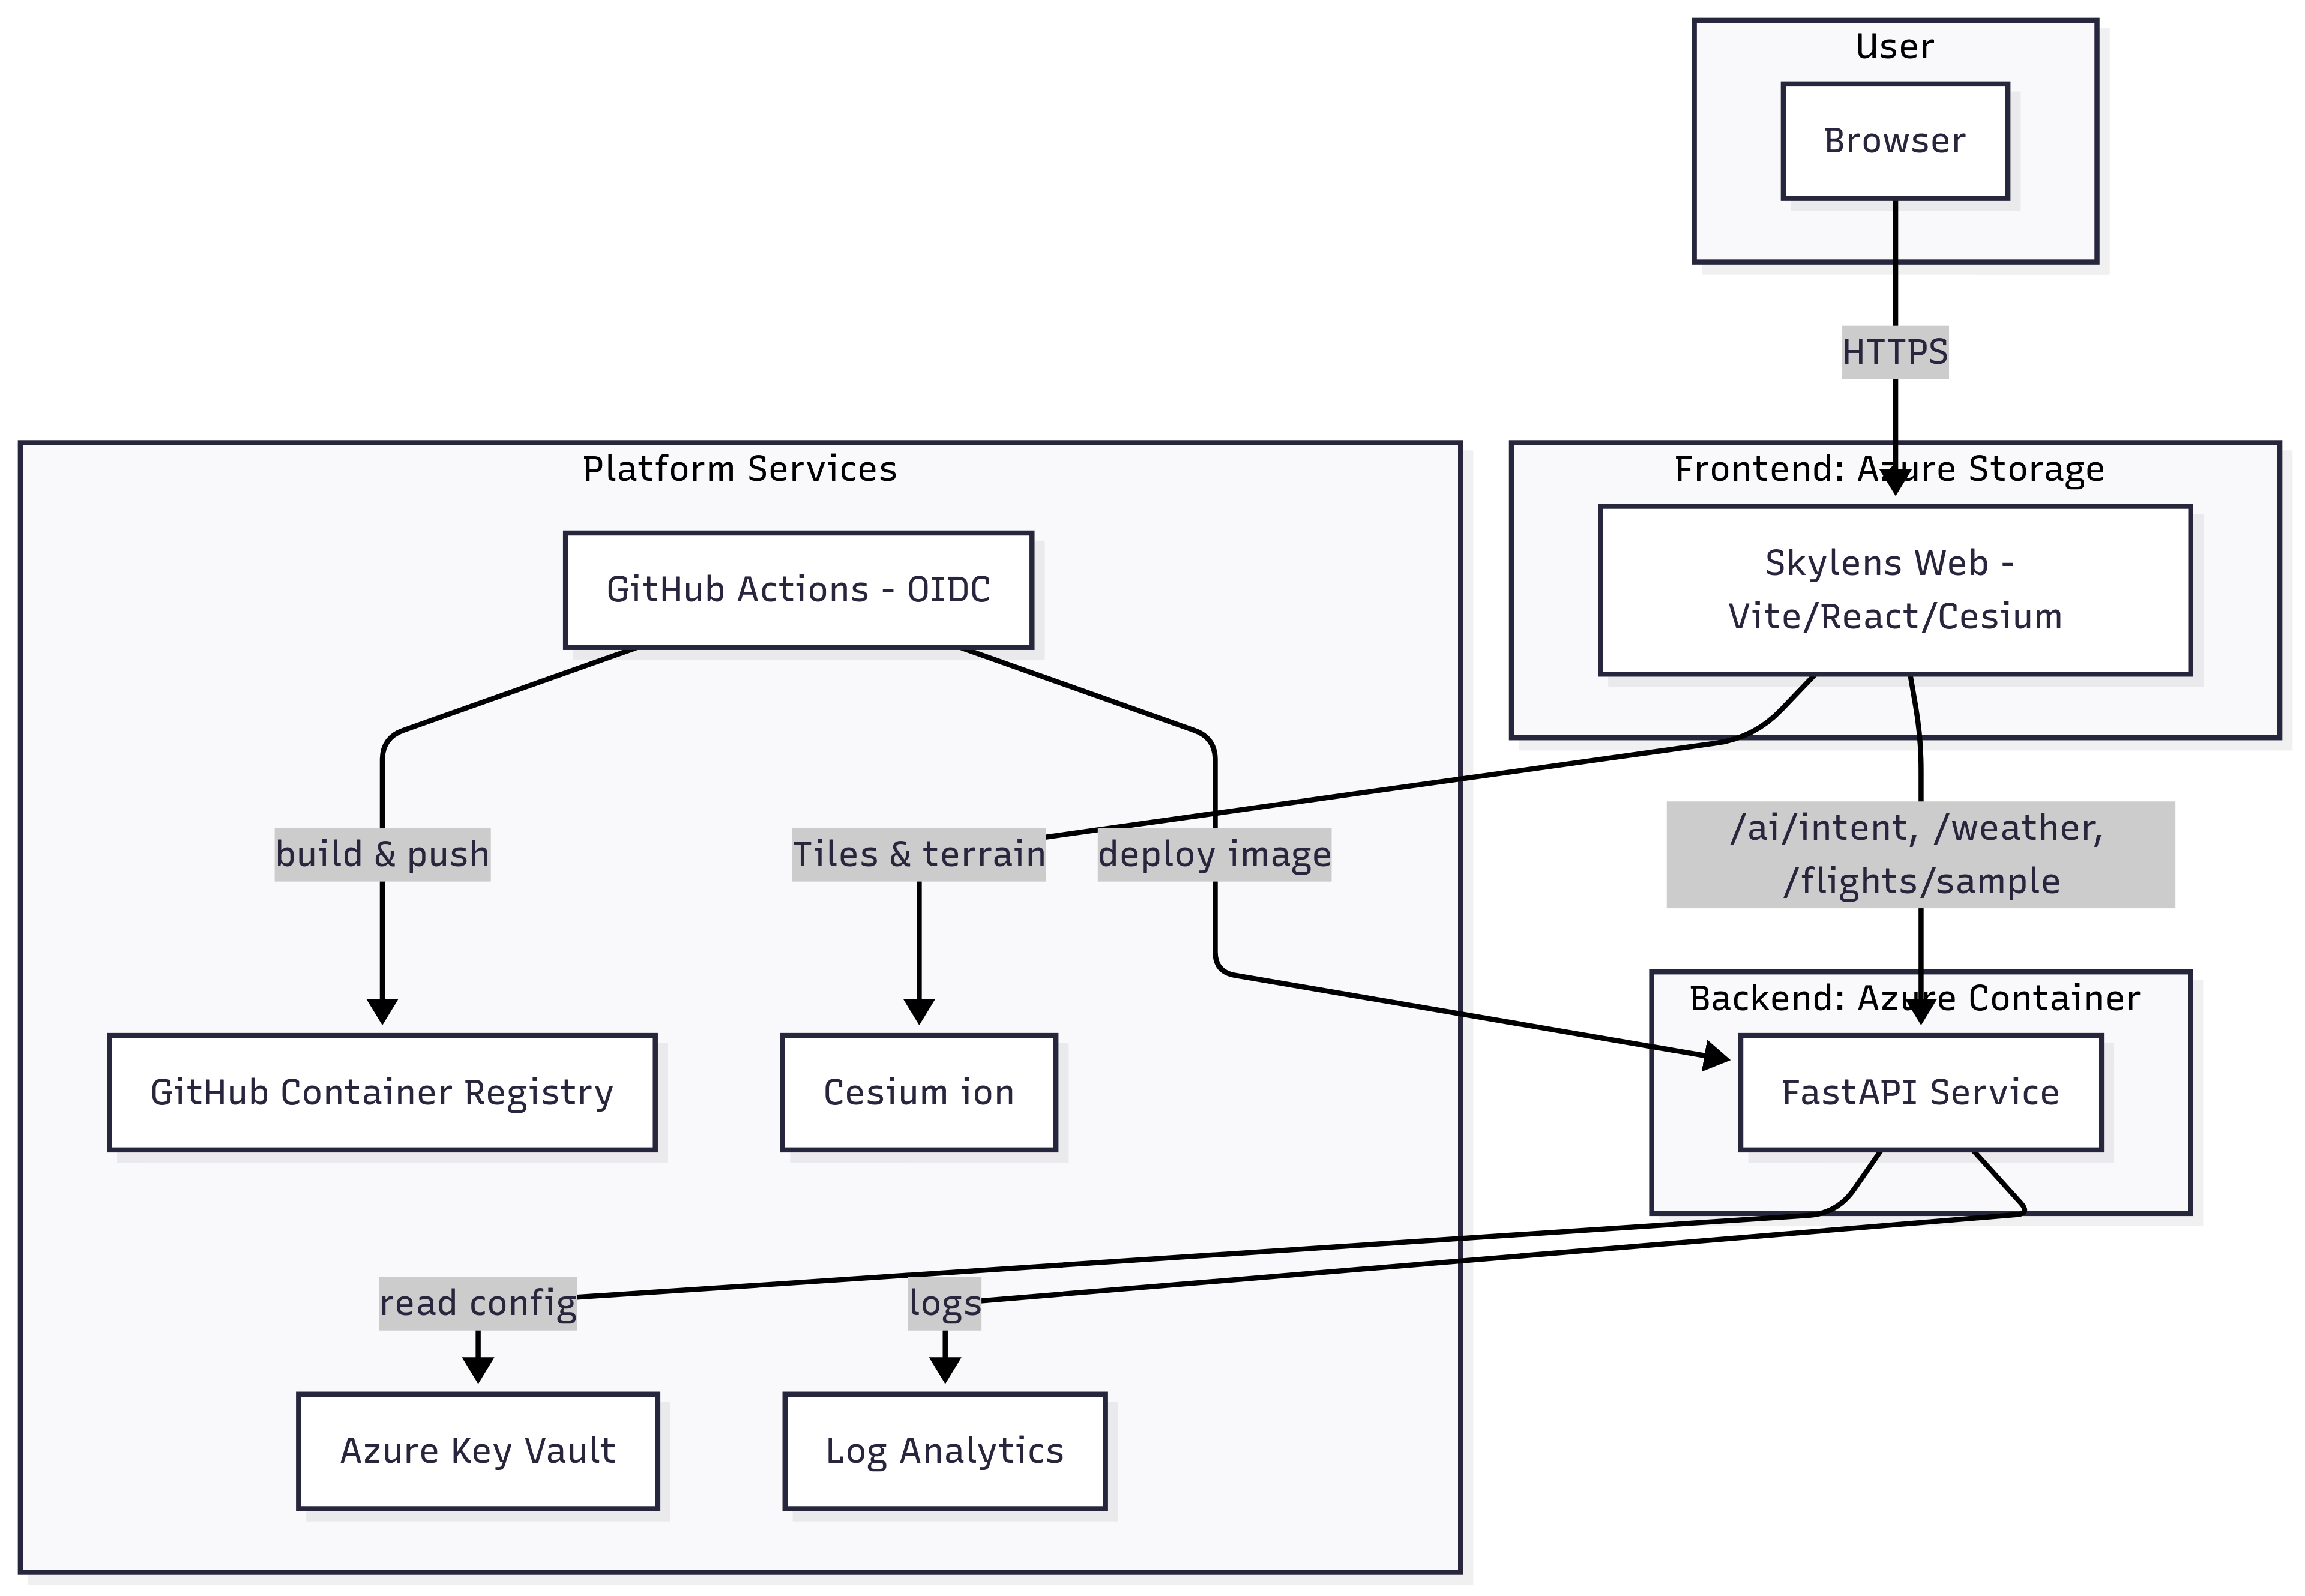 User
Browser
HTTPS
Platform Services
Frontend: Azure Storage
GitHub Actions - OIDC
Skylens Web -
Vite/React/Cesium
build & push
Tiles & terrain
deploy image
/ai/intent, /weather,
/flights/sample
Backend: Azure Container
GitHub Container Registry
Cesium ion
FastAPI Service
read config
logs
Azure Key Vault
Log Analytics